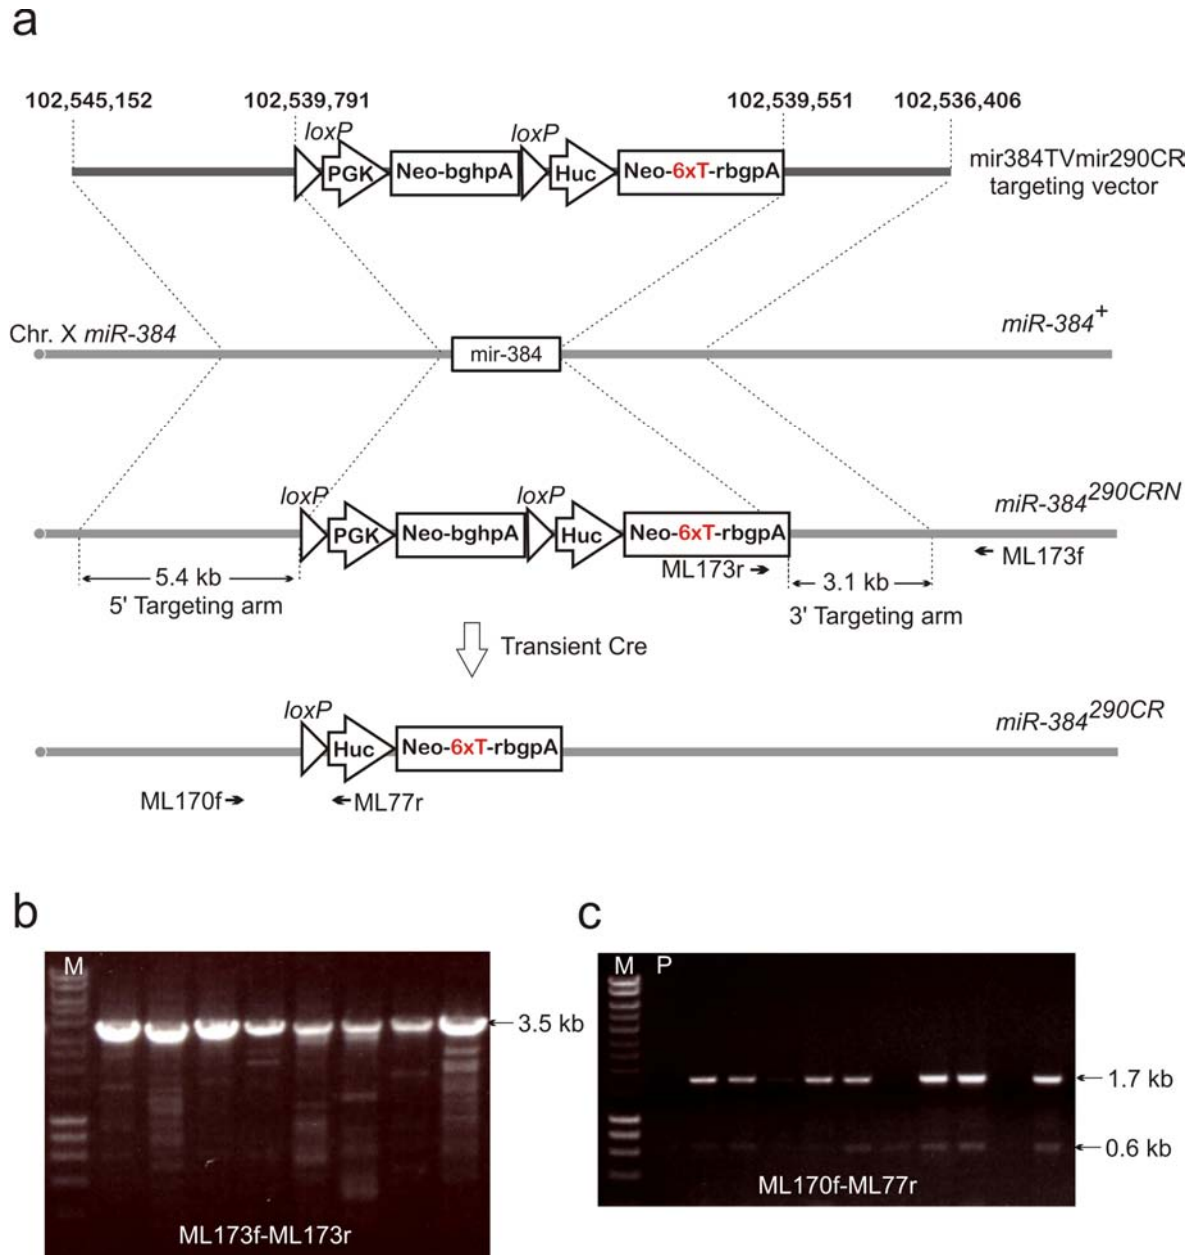 a
102,545,152 102,539,791 102,539,551 102,536,406
loxP loxP
PGK Neo-bghpA Huc Neo-6xT-rbgpA
mir384TVmir290CR
targeting vector
Chr. X miR-384 miR-384+
mir-384
loxP loxP miR-384290CRN
PGK Neo-bghpA Huc Neo-6xT-rbgpA
ML173r ML173f
5.4 kb 3.1 kb
5' Targeting arm 3' Targeting arm
Transient Cre
loxP miR-384290CR
Huc Neo-6xT-rbgpA
ML170f ML77r
b
M
3.5 kb
ML173f-ML173r
c
M P
1.7 kb
0.6 kb
ML170f-ML77r